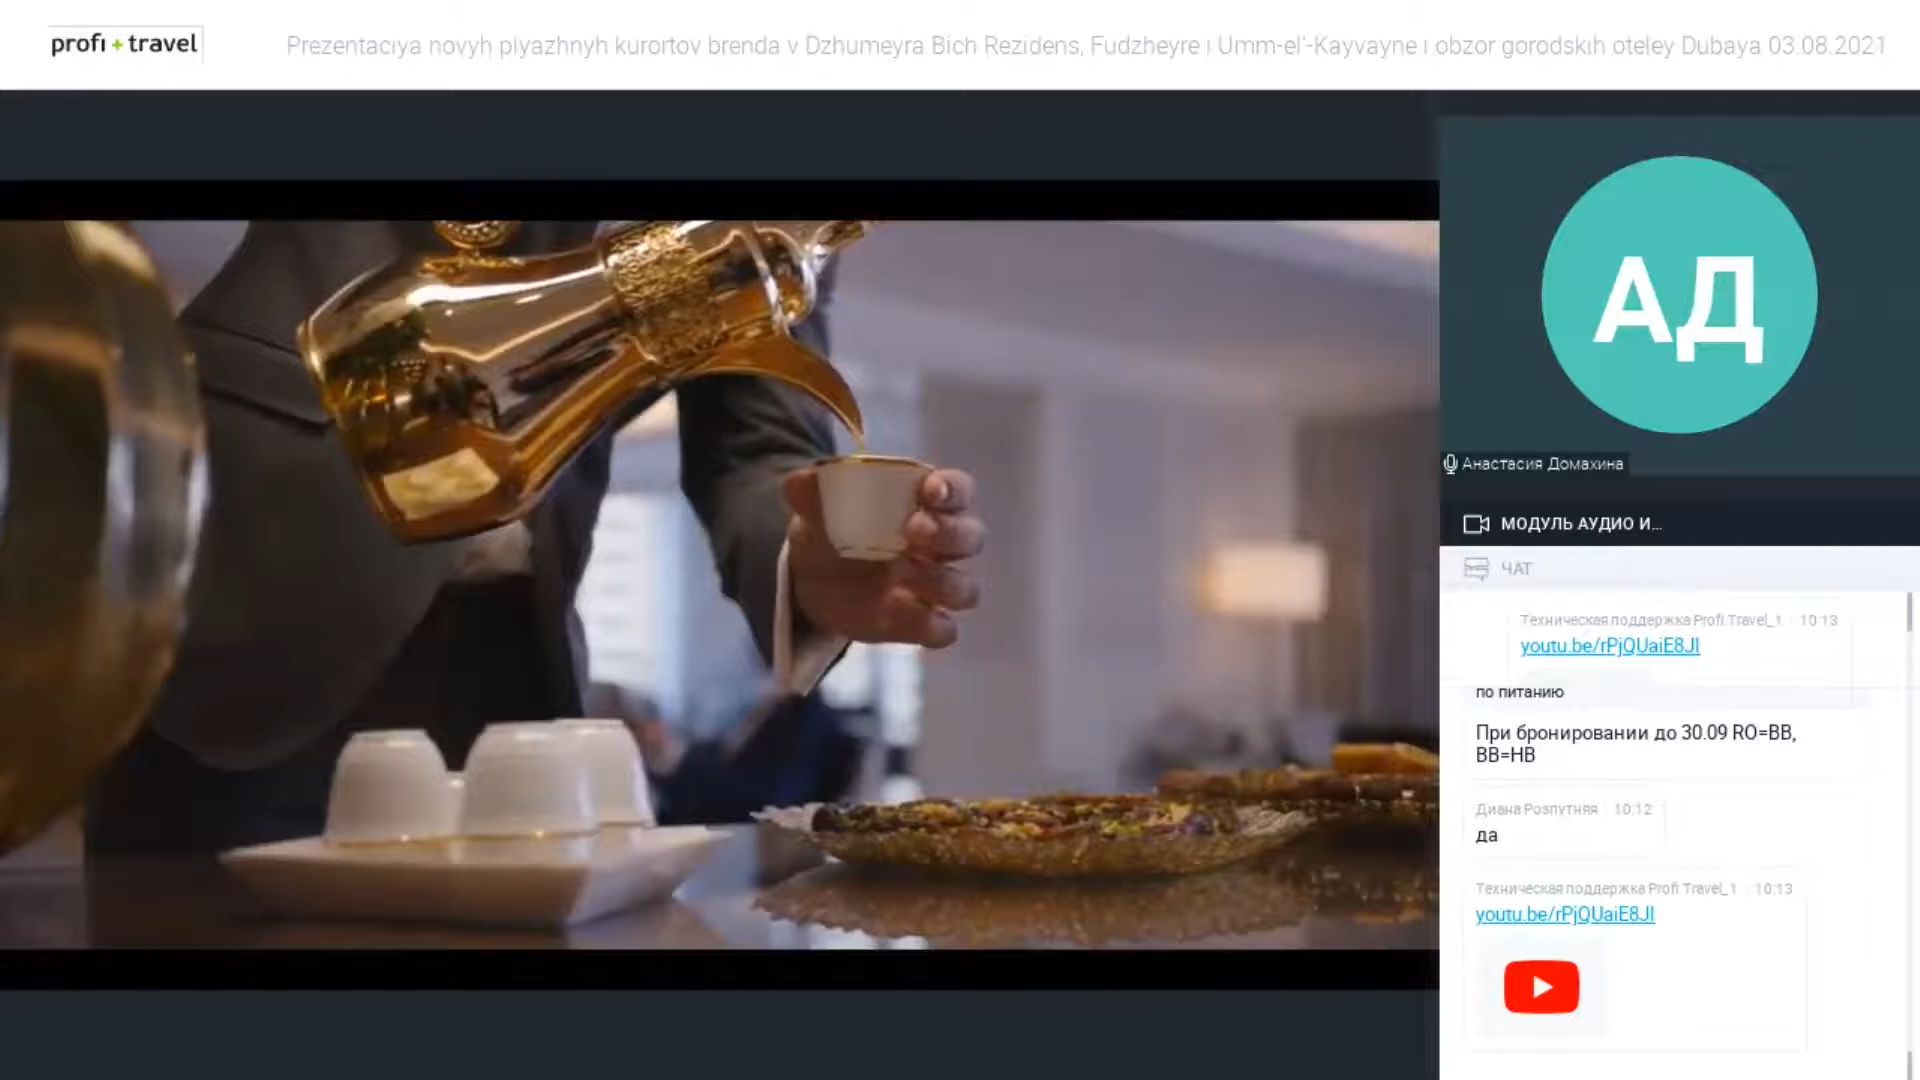 profi + travel
Prezentaciya novyh plyazhnyh kurortov brenda v Dzhumeyra Bich Rezidens, Fudzheyre i Umm-el'-Kayvayne i obzor gorodskih oteley Dubaya 03.08.2021
АД
Анастасия Домахина
МОДУЛЬ АУДИО И...
ЧАТ
Техническая поддержка Profi.Travel_1 10:13
youtu.be/rPjQUaiE8JI
по питанию
При бронировании до 30.09 RO=BB,
BB=HB
Диана Розпутняя 10:12
да
Техническая поддержка Profi.Travel_1 10:13
youtu.be/rPjQUaiE8JI